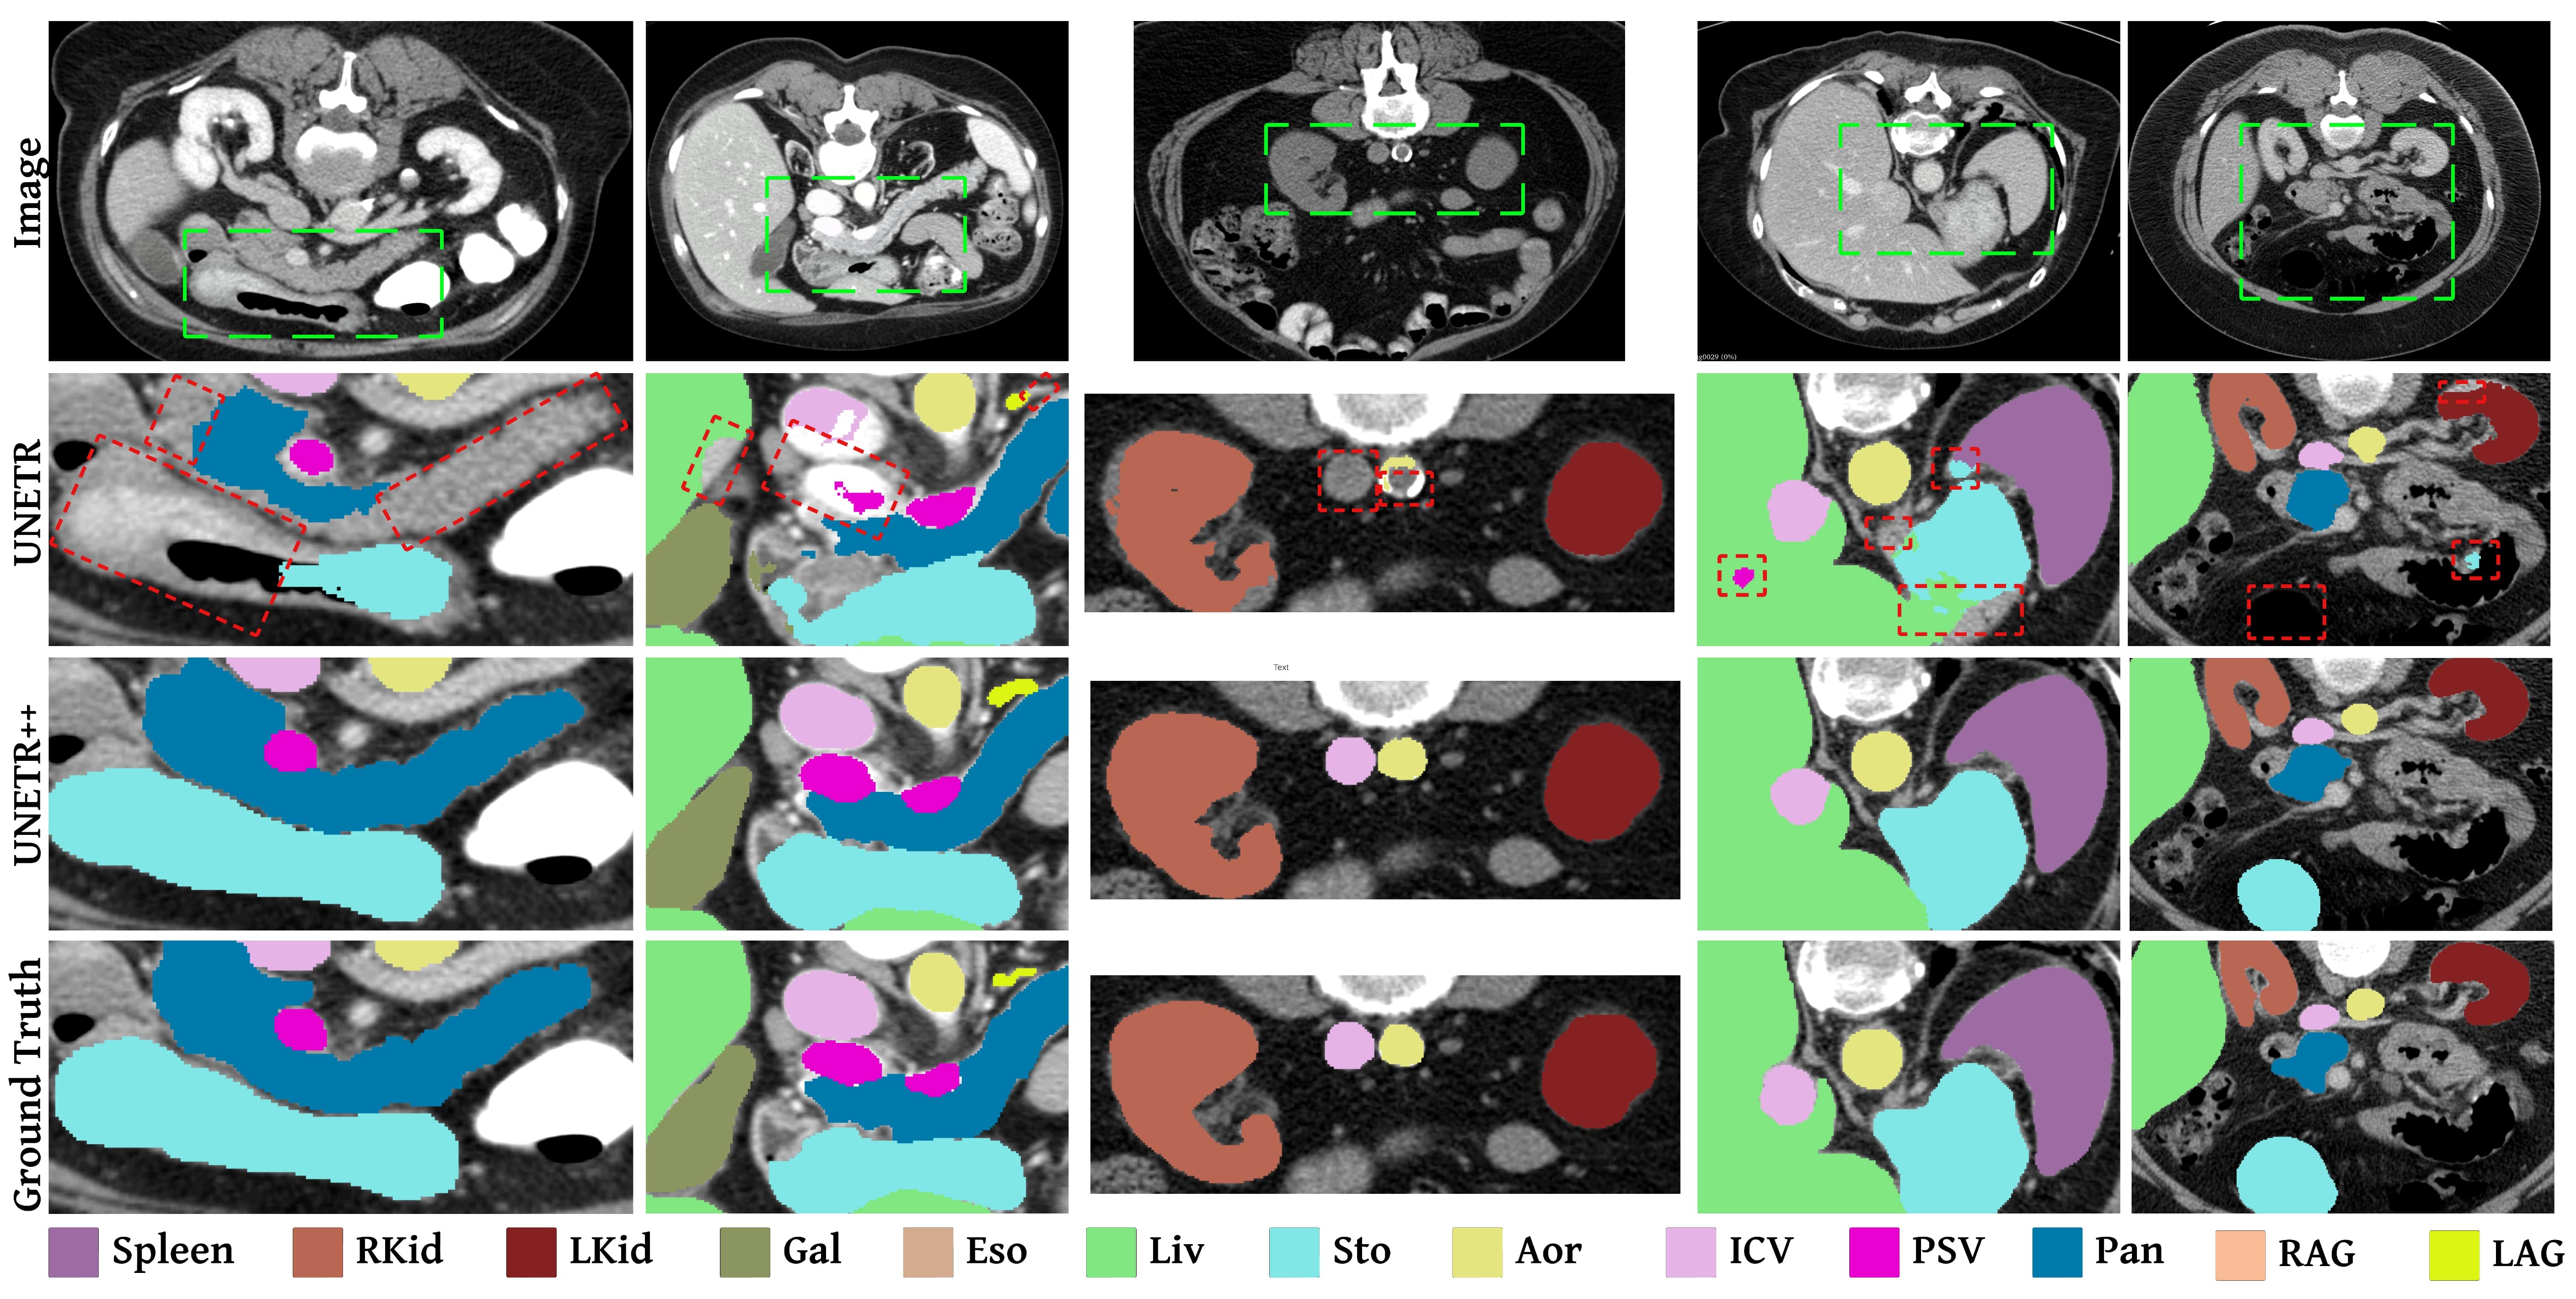 Image
g0029 (0%)
UNETR
Text
UNETR++
Ground Truth
Spleen RKid LKid Gal Eso Liv Sto Aor ICV PSV Pan RAG LAG